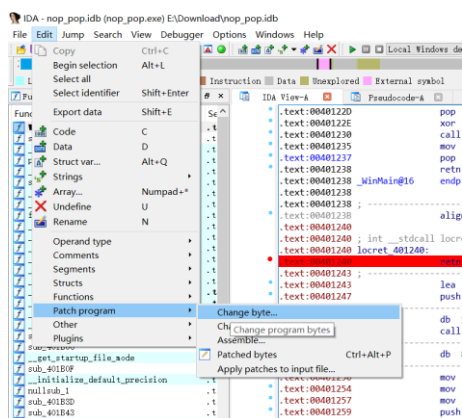 IDA - nop_pop.idb (nop_pop.exe) E:\Download\nop_pop.idb
File Edit Jump Search View Debugger Options Windows Help
Local Windows de
Instruction Data Unexplored External symbol
IDA View-A Pseudocode-A
Copy Ctrl+C
Begin selection Alt+L
Select all
Select identifier Shift+Enter
Export data Shift+E
Code C
Data D
Struct var... Alt+Q
Strings
Array... Numpad+*
Undefine U
Rename N
Operand type
Comments
Segments
Structs
Functions
Patch program
Other
Plugins
Change byte...
Change program bytes
Assemble...
Patched bytes Ctrl+Alt+P
Apply patches to input file...
__get_startup_file_mode
sub_401B0F
__initialize_default_precision
nullsub_1
sub_401B3D
sub_401B43
.text:0040122D pop
.text:0040122E xor
.text:00401230 call
.text:00401235 mov
.text:00401237 pop
.text:00401238 retn
.text:00401238 _WinMain@16 endp
.text:00401238
.text:00401238 ;
.text:0040123B alig
.text:00401240
.text:00401240 ; int __stdcall locre
.text:00401240 locret_401240:
.text:00401240 retn
.text:00401243 ;
.text:00401243 lea
.text:00401247 push
db
call
db
mov
.text:00401254 mov
.text:00401257 mov
.text:00401259 push